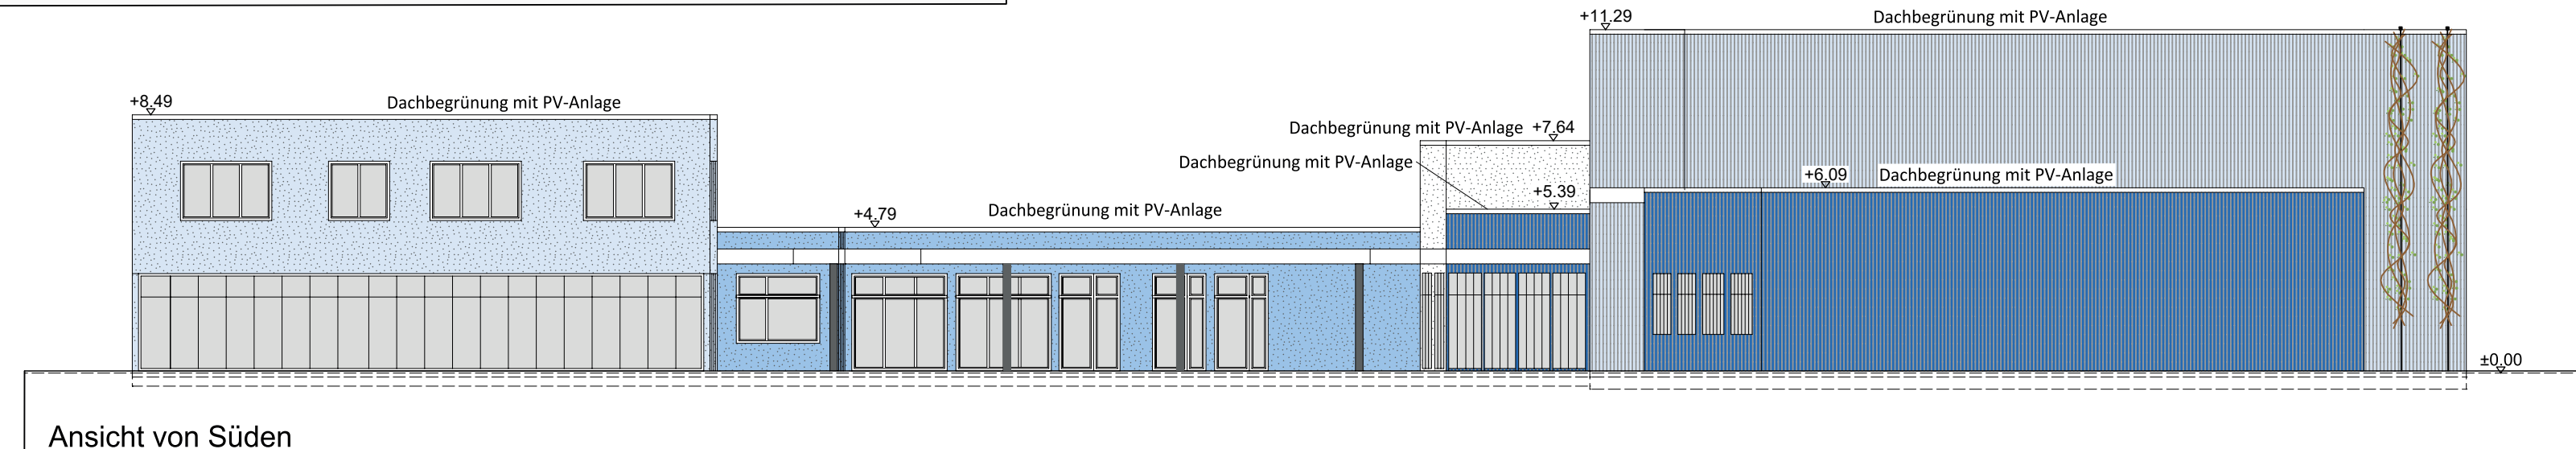 +11.29
Dachbegrünung mit PV-Anlage
+8.49
Dachbegrünung mit PV-Anlage
Dachbegrünung mit PV-Anlage
+7.64
Dachbegrünung mit PV-Anlage
+5.39
+6.09
Dachbegrünung mit PV-Anlage
+4.79
Dachbegrünung mit PV-Anlage
±0,00
Ansicht von Süden